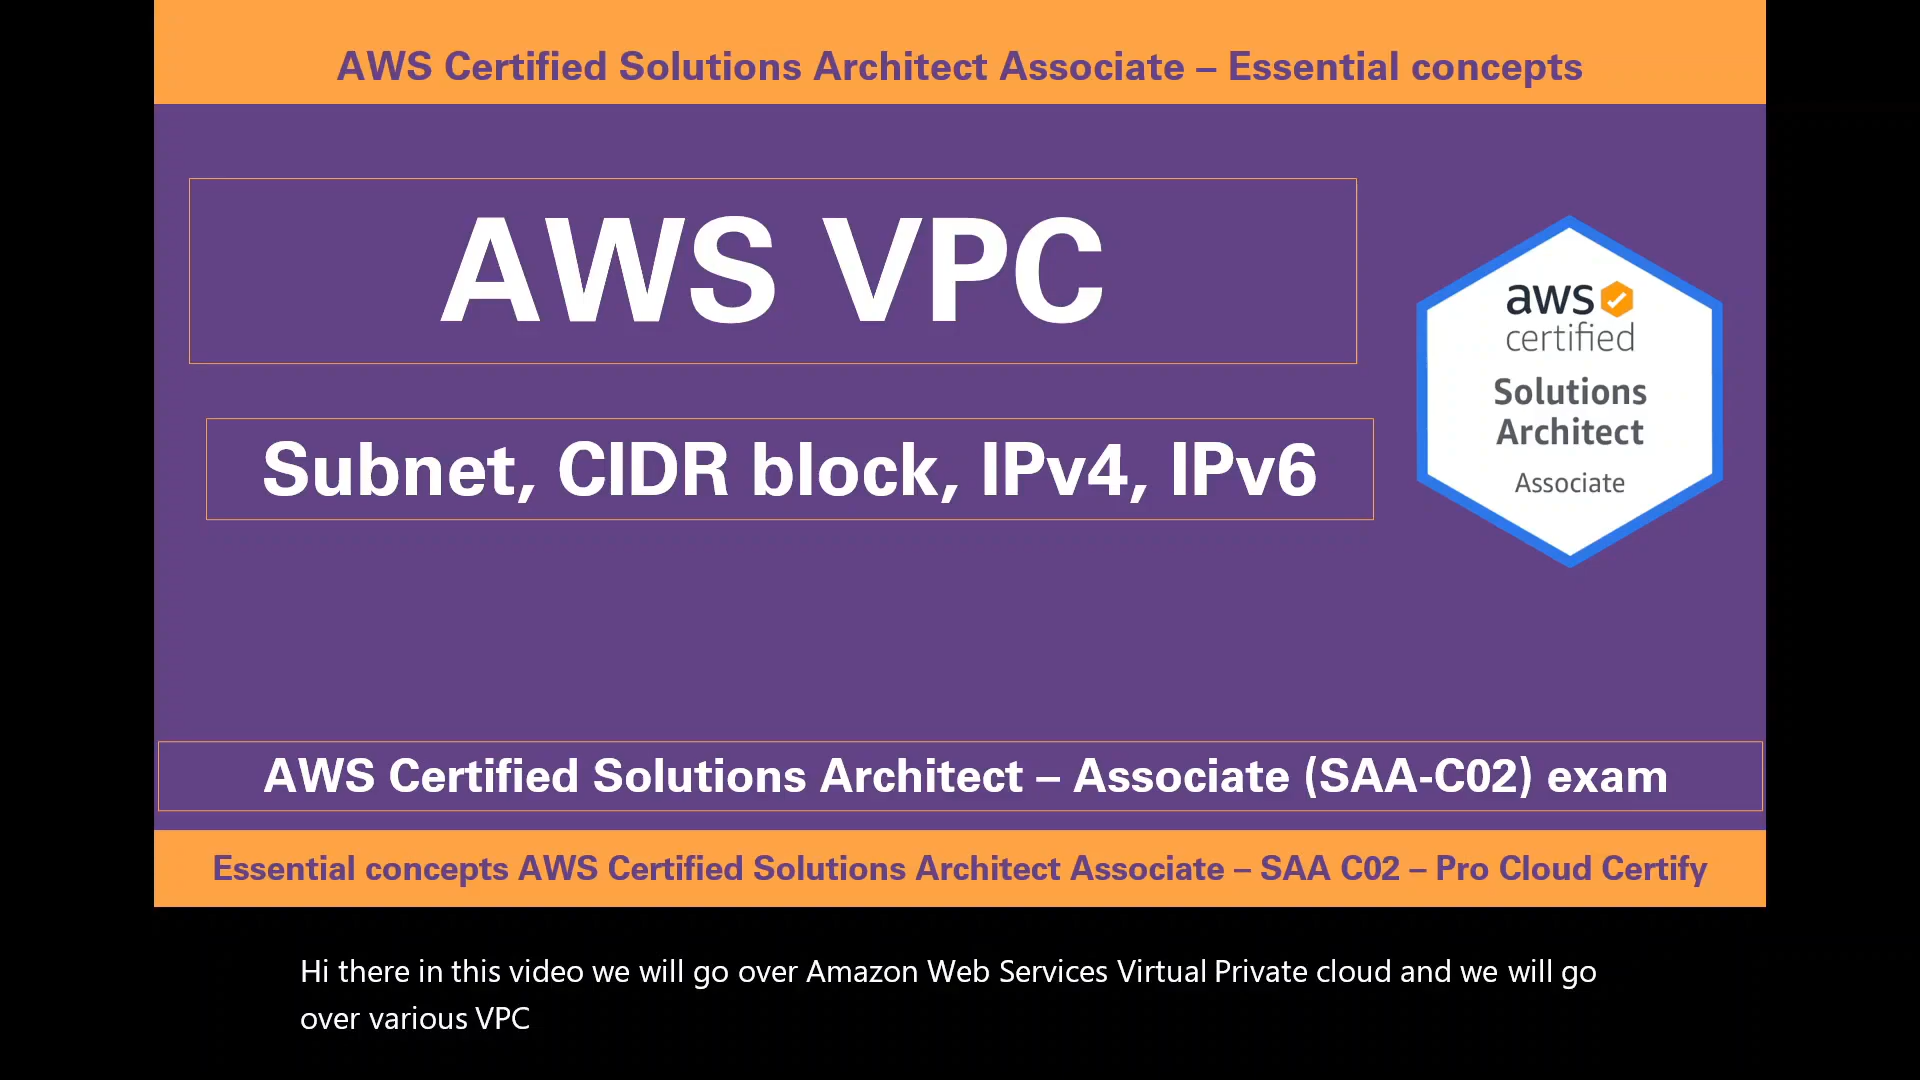 AWS Certified Solutions Architect Associate – Essential concepts
AWS VPC
Subnet, CIDR block, IPv4, IPv6
aws
certified
Solutions
Architect
Associate
AWS Certified Solutions Architect – Associate (SAA-C02) exam
Essential concepts AWS Certified Solutions Architect Associate – SAA C02 – Pro Cloud Certify
Hi there in this video we will go over Amazon Web Services Virtual Private cloud and we will go
over various VPC